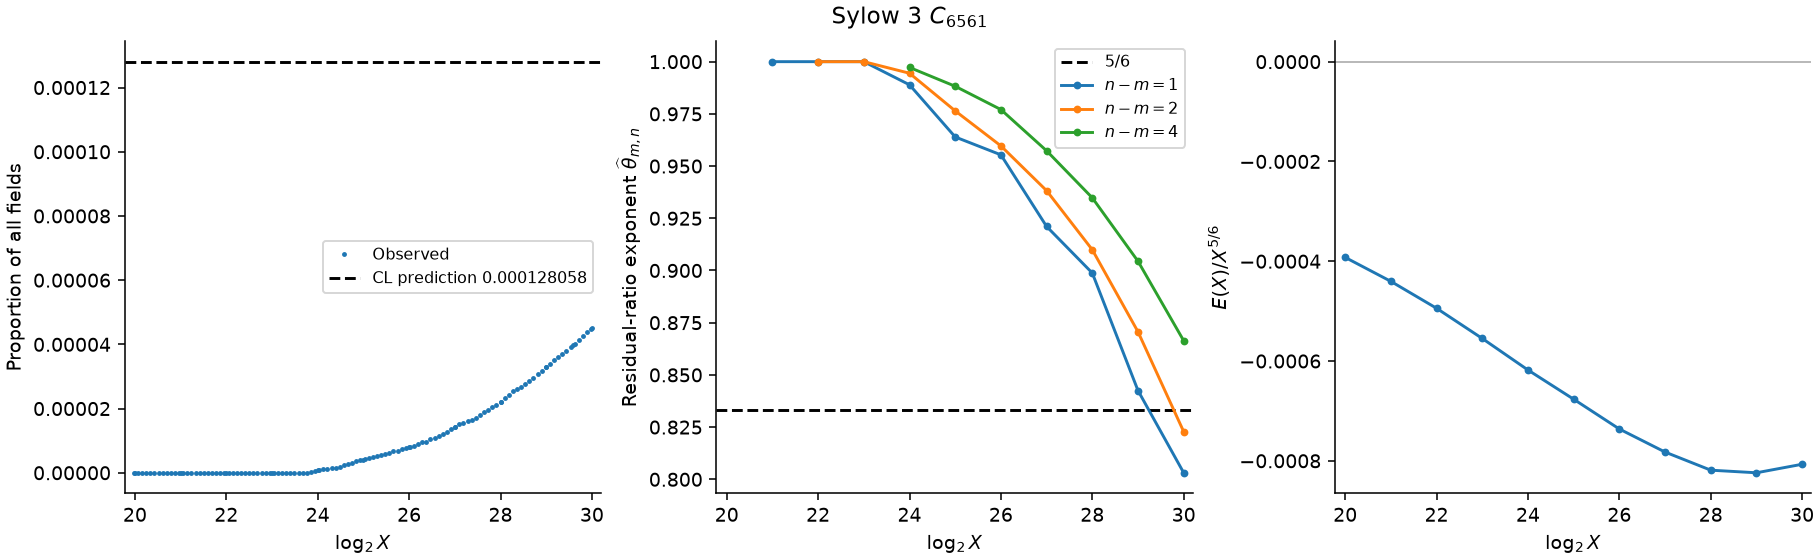 Sylow 3 C₆₅₆₁
Proportion of all fields
0.00012
0.00010
0.00008
0.00006
0.00004
0.00002
0.00000
Observed
CL prediction 0.000128058
20 22 24 26 28 30
log₂ X
Residual-ratio exponent θ̂ₘ,ₙ
1.000
0.975
0.950
0.925
0.900
0.875
0.850
0.825
0.800
5/6
n − m = 1
n − m = 2
n − m = 4
20 22 24 26 28 30
log₂ X
E(X)/X^{5/6}
0.0000
−0.0002
−0.0004
−0.0006
−0.0008
20 22 24 26 28 30
log₂ X